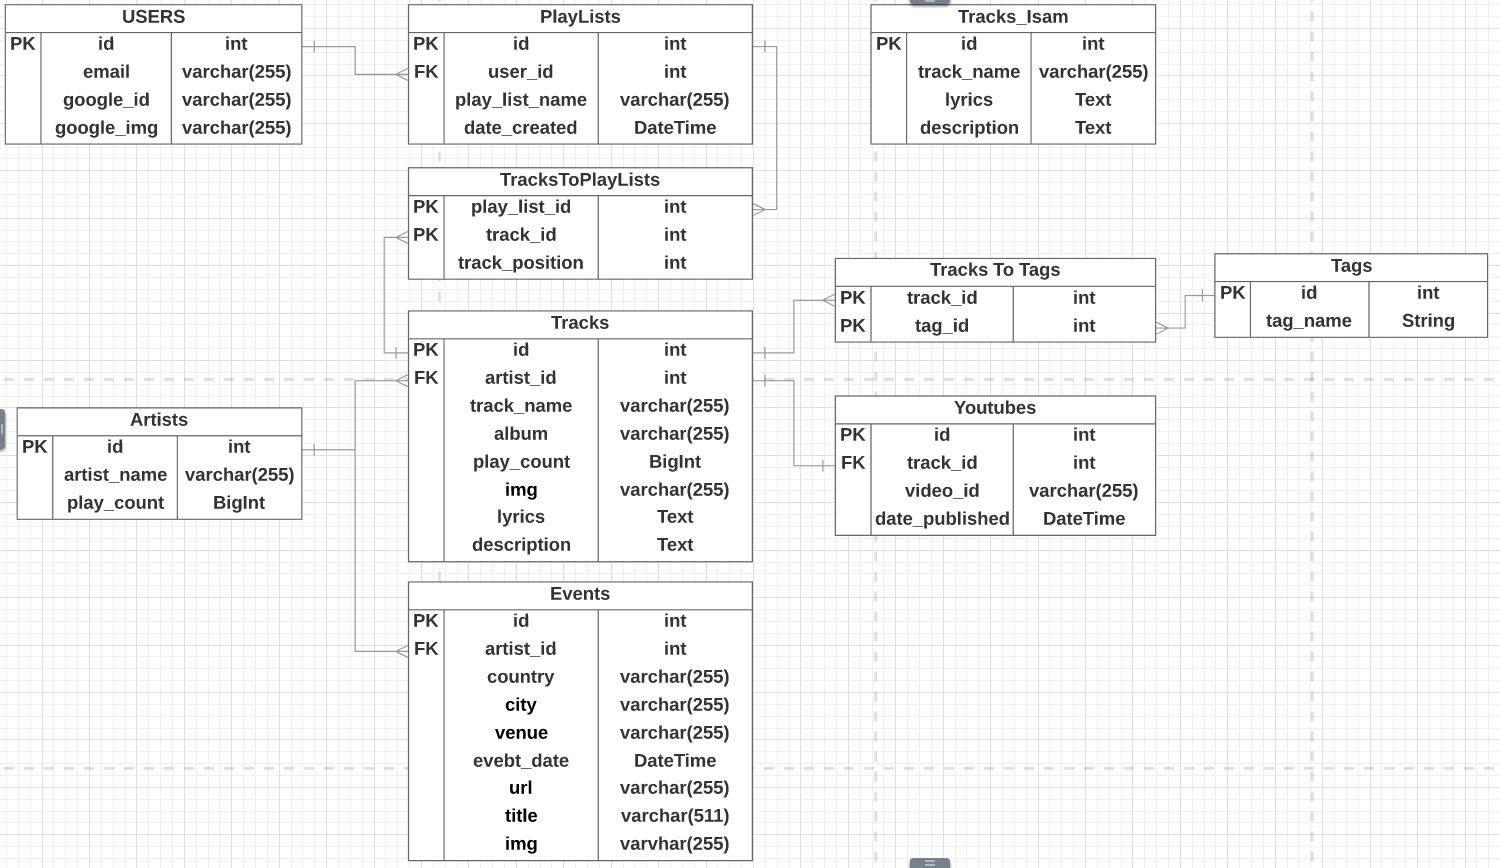 USERS
PK id int
email varchar(255)
google_id varchar(255)
google_img varchar(255)
PlayLists
PK id int
FK user_id int
play_list_name varchar(255)
date_created DateTime
Tracks_Isam
PK id int
track_name varchar(255)
lyrics Text
description Text
TracksToPlayLists
PK play_list_id int
PK track_id int
track_position int
Tracks To Tags
PK track_id int
PK tag_id int
Tags
PK id int
tag_name String
Tracks
PK id int
FK artist_id int
track_name varchar(255)
album varchar(255)
play_count BigInt
img varchar(255)
lyrics Text
description Text
Artists
PK id int
artist_name varchar(255)
play_count BigInt
Youtubes
PK id int
FK track_id int
video_id varchar(255)
date_published DateTime
Events
PK id int
FK artist_id int
country varchar(255)
city varchar(255)
venue varchar(255)
evebt_date DateTime
url varchar(255)
title varchar(511)
img varvhar(255)